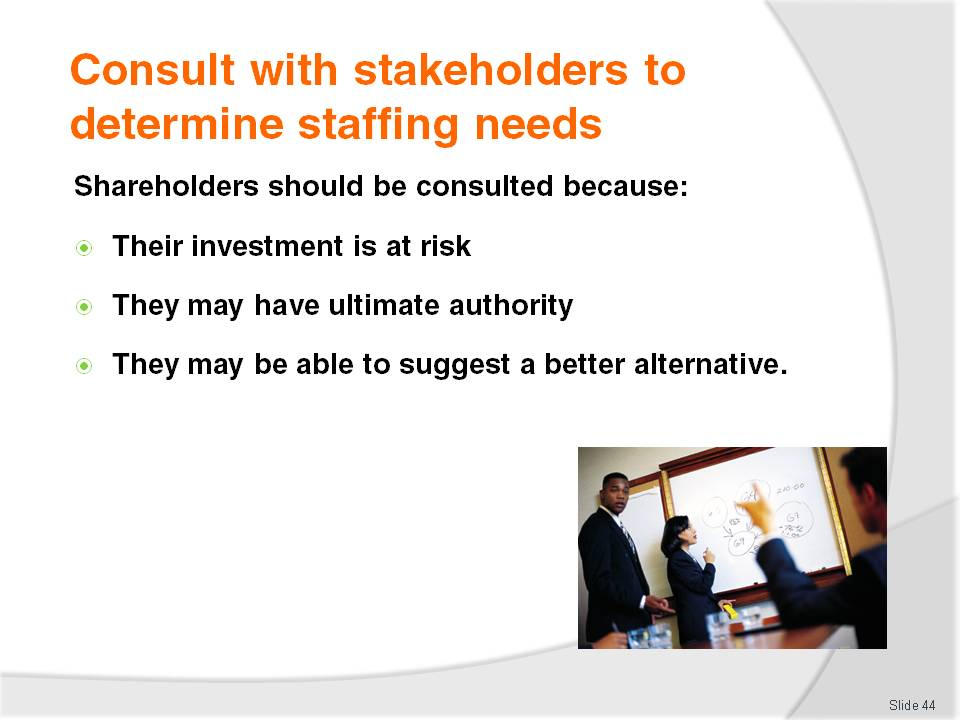 Consult with stakeholders to
determine staffing needs
Shareholders should be consulted because:
Their investment is at risk
They may have ultimate authority
They may be able to suggest a better alternative.
Slide 44